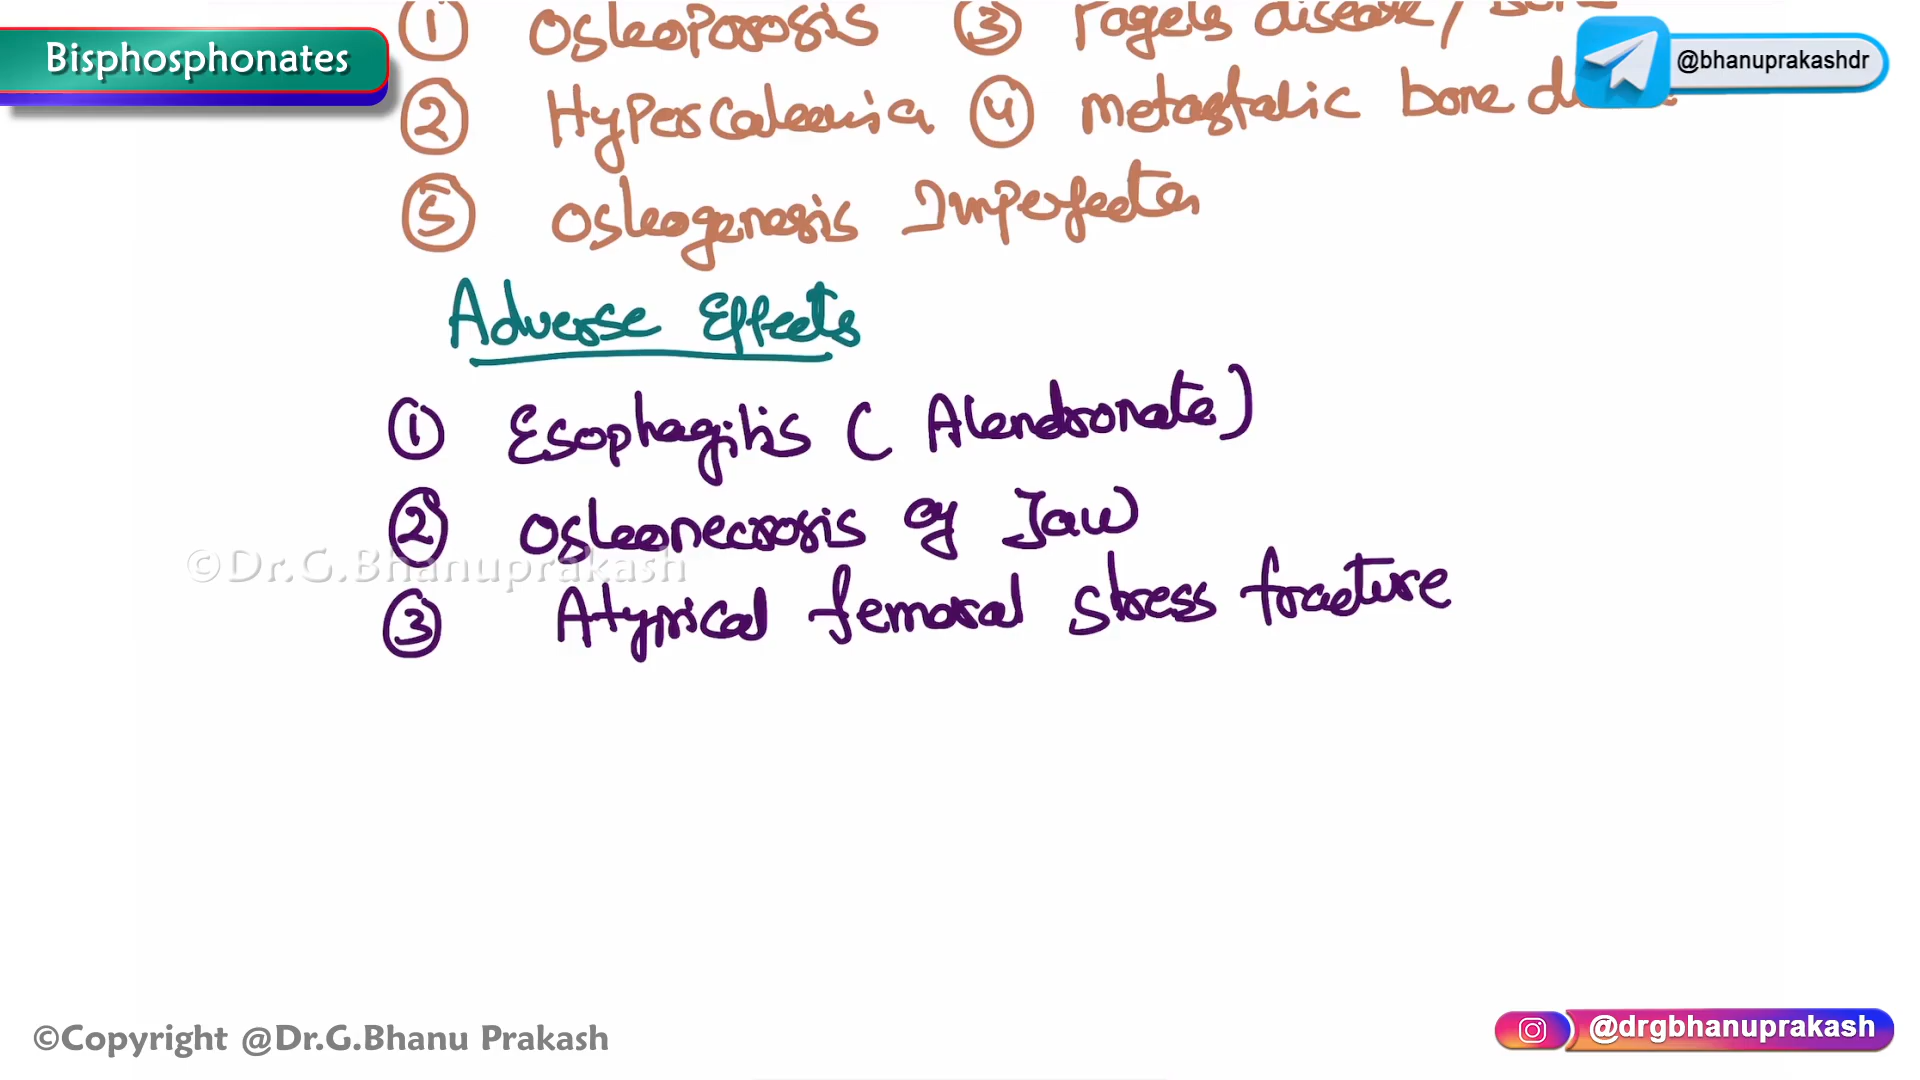 ① Osteoporosis ③ Pagets disease / Bone
Bisphosphonates
@bhanuprakashdr
② Hypercalcemia ④ metastatic bone
⑤ Osteogenesis Imperfecta
Adverse Effects
① Esophagitis ( Alendronate )
② Osteonecrosis of Jaw
©Dr.G.Bhanuprakash
③ Atypical femoral stress fracture
©Copyright @Dr.G.Bhanu Prakash
@drgbhanuprakash